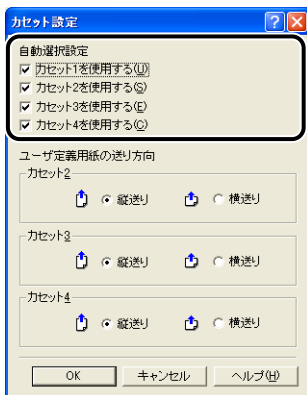 カセット設定
自動選択設定
カセット1を使用する(U)
カセット2を使用する(S)
カセット3を使用する(E)
カセット4を使用する(C)
ユーザ定義用紙の送り方向
カセット2
縦送り 横送り
カセット3
縦送り 横送り
カセット4
縦送り 横送り
OK キャンセル ヘルプ(H)